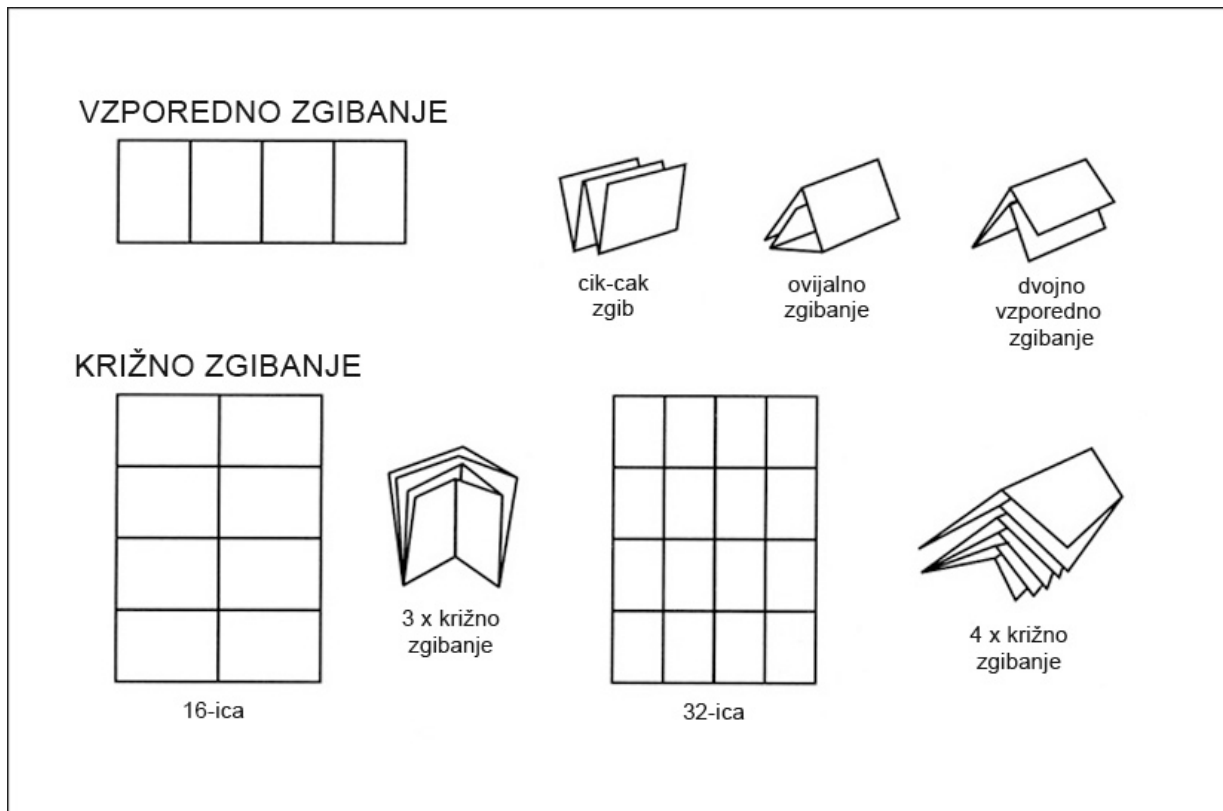 VZPOREDNO ZGIBANJE
cik-cak
zgib
ovijalno
zgibanje
dvojno
vzporedno
zgibanje
KRIŽNO ZGIBANJE
3 x križno
zgibanje
4 x križno
zgibanje
16-ica
32-ica